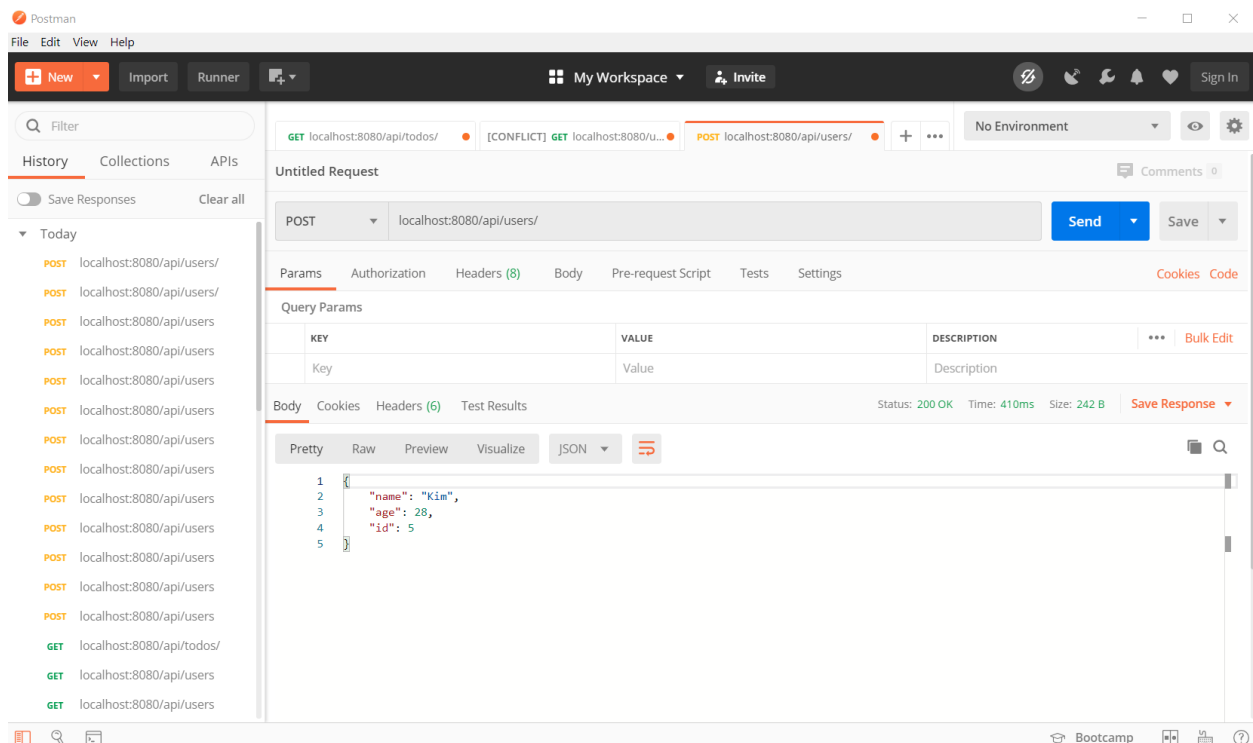 Postman
File Edit View Help
New Import Runner My Workspace Invite Sign In
Filter
History Collections APIs
Save Responses Clear all
Today
POST localhost:8080/api/users/
POST localhost:8080/api/users/
POST localhost:8080/api/users
POST localhost:8080/api/users
POST localhost:8080/api/users
POST localhost:8080/api/users
POST localhost:8080/api/users
POST localhost:8080/api/users
POST localhost:8080/api/users
POST localhost:8080/api/users
POST localhost:8080/api/users
POST localhost:8080/api/users
POST localhost:8080/api/users
GET localhost:8080/api/todos/
GET localhost:8080/api/users
GET localhost:8080/api/users
GET localhost:8080/api/todos/ [CONFLICT] GET localhost:8080/u... POST localhost:8080/api/users/ + ••• No Environment
Untitled Request Comments 0
POST localhost:8080/api/users/ Send Save
Params Authorization Headers (8) Body Pre-request Script Tests Settings Cookies Code
Query Params
KEY VALUE DESCRIPTION ••• Bulk Edit
Key Value Description
Body Cookies Headers (6) Test Results Status: 200 OK Time: 410ms Size: 242 B Save Response
Pretty Raw Preview Visualize JSON
1 {
2 "name": "Kim",
3 "age": 28,
4 "id": 5
5 }
Bootcamp